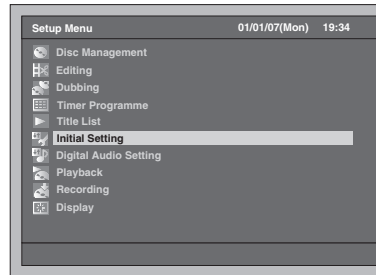 Setup Menu 01/01/07(Mon) 19:34
Disc Management
Editing
Dubbing
Timer Programme
Title List
Initial Setting
Digital Audio Setting
Playback
Recording
Display